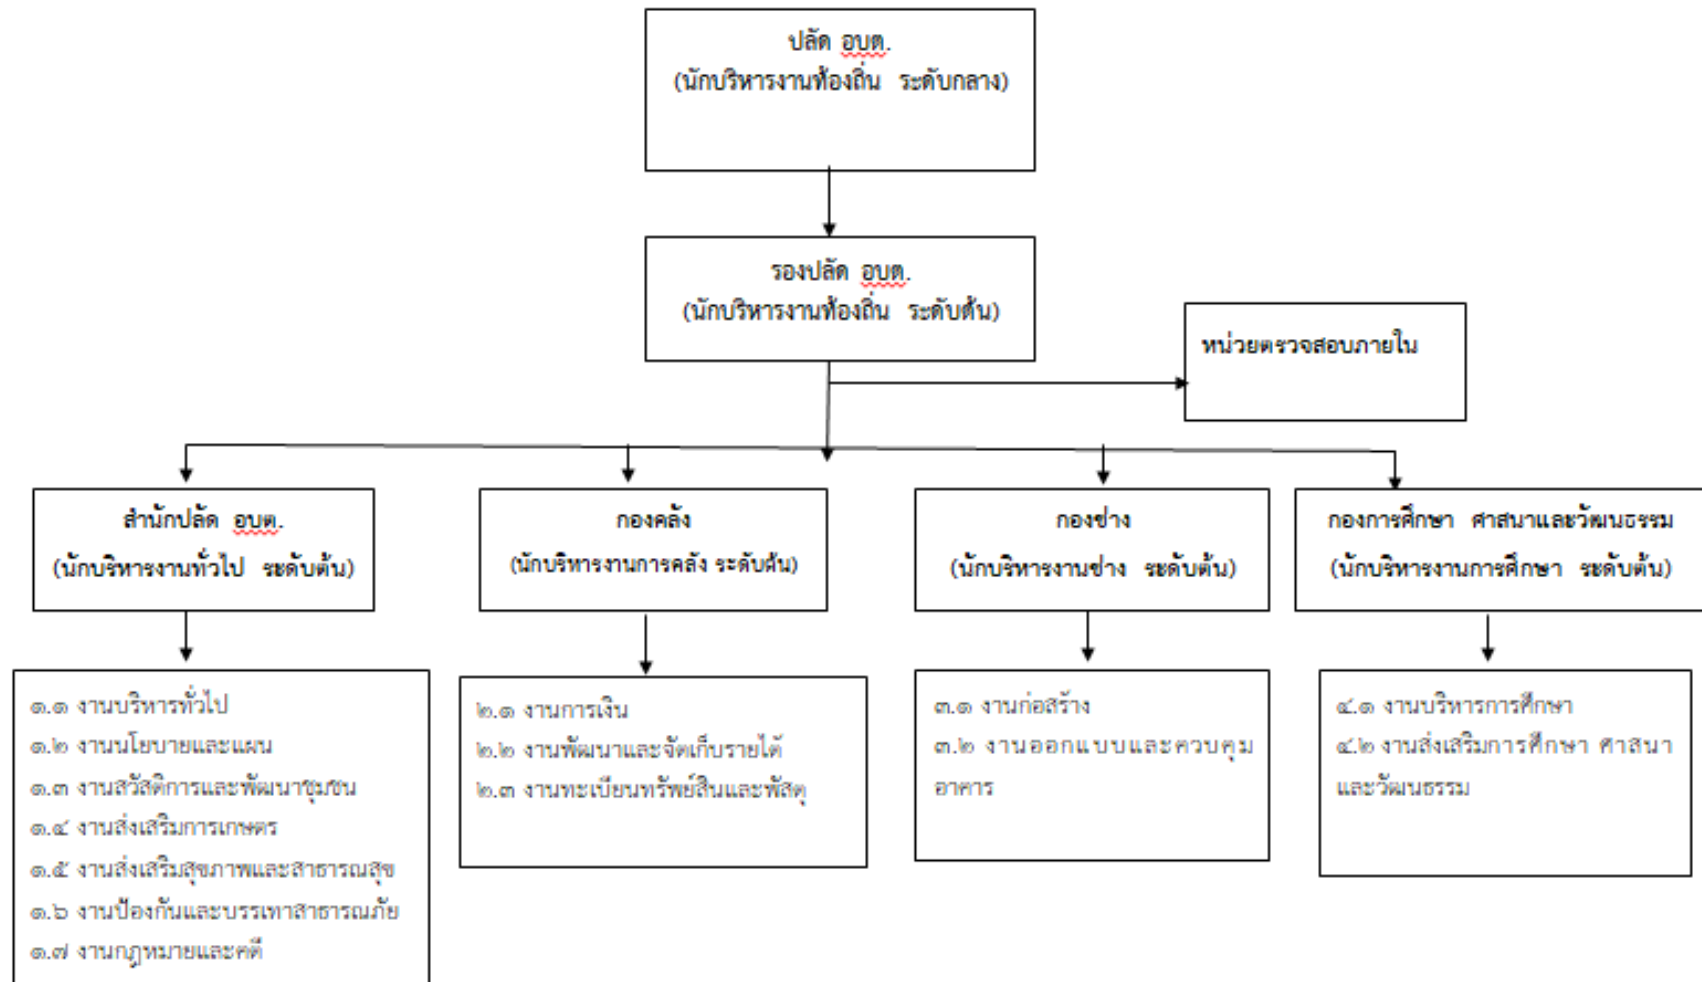 ปลัด อบต.
(นักบริหารงานท้องถิ่น ระดับกลาง)
รองปลัด อบต.
(นักบริหารงานท้องถิ่น ระดับต้น)
หน่วยตรวจสอบภายใน
สำนักปลัด อบต.
(นักบริหารงานทั่วไป ระดับต้น)
กองคลัง
(นักบริหารงานการคลัง ระดับต้น)
กองช่าง
(นักบริหารงานช่าง ระดับต้น)
กองการศึกษา ศาสนาและวัฒนธรรม
(นักบริหารงานการศึกษา ระดับต้น)
๑.๑ งานบริหารทั่วไป
๑.๒ งานนโยบายและแผน
๑.๓ งานสวัสดิการและพัฒนาชุมชน
๑.๔ งานส่งเสริมการเกษตร
๑.๕ งานส่งเสริมสุขภาพและสาธารณสุข
๑.๖ งานป้องกันและบรรเทาสาธารณภัย
๑.๗ งานกฎหมายและคดี
๒.๑ งานการเงิน
๒.๒ งานพัฒนาและจัดเก็บรายได้
๒.๓ งานทะเบียนทรัพย์สินและพัสดุ
๓.๑ งานก่อสร้าง
๓.๒ งานออกแบบและควบคุม
อาคาร
๔.๑ งานบริหารการศึกษา
๔.๒ งานส่งเสริมการศึกษา ศาสนา
และวัฒนธรรม